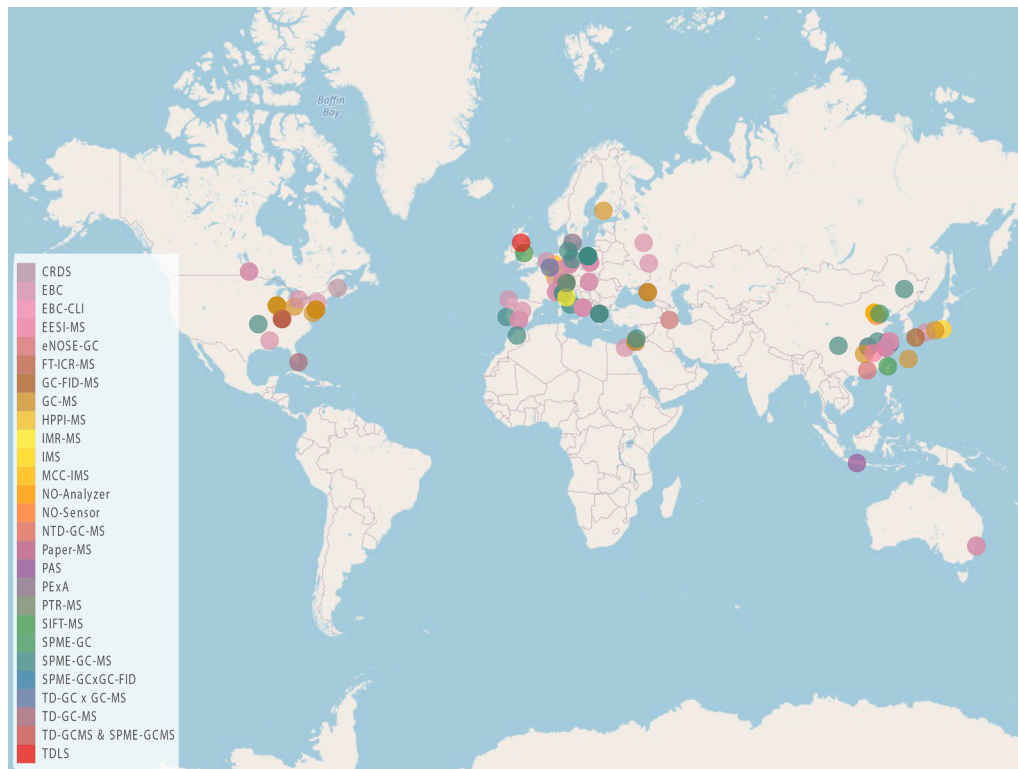 Baffin
Bay
CRDS
EBC
EBC-CLI
EESI-MS
eNOSE-GC
FT-ICR-MS
GC-FID-MS
GC-MS
HPPI-MS
IMR-MS
IMS
MCC-IMS
NO-Analyzer
NO-Sensor
NTD-GC-MS
Paper-MS
PAS
PExA
PTR-MS
SIFT-MS
SPME-GC
SPME-GC-MS
SPME-GCxGC-FID
TD-GC x GC-MS
TD-GC-MS
TD-GCMS & SPME-GCMS
TDLS